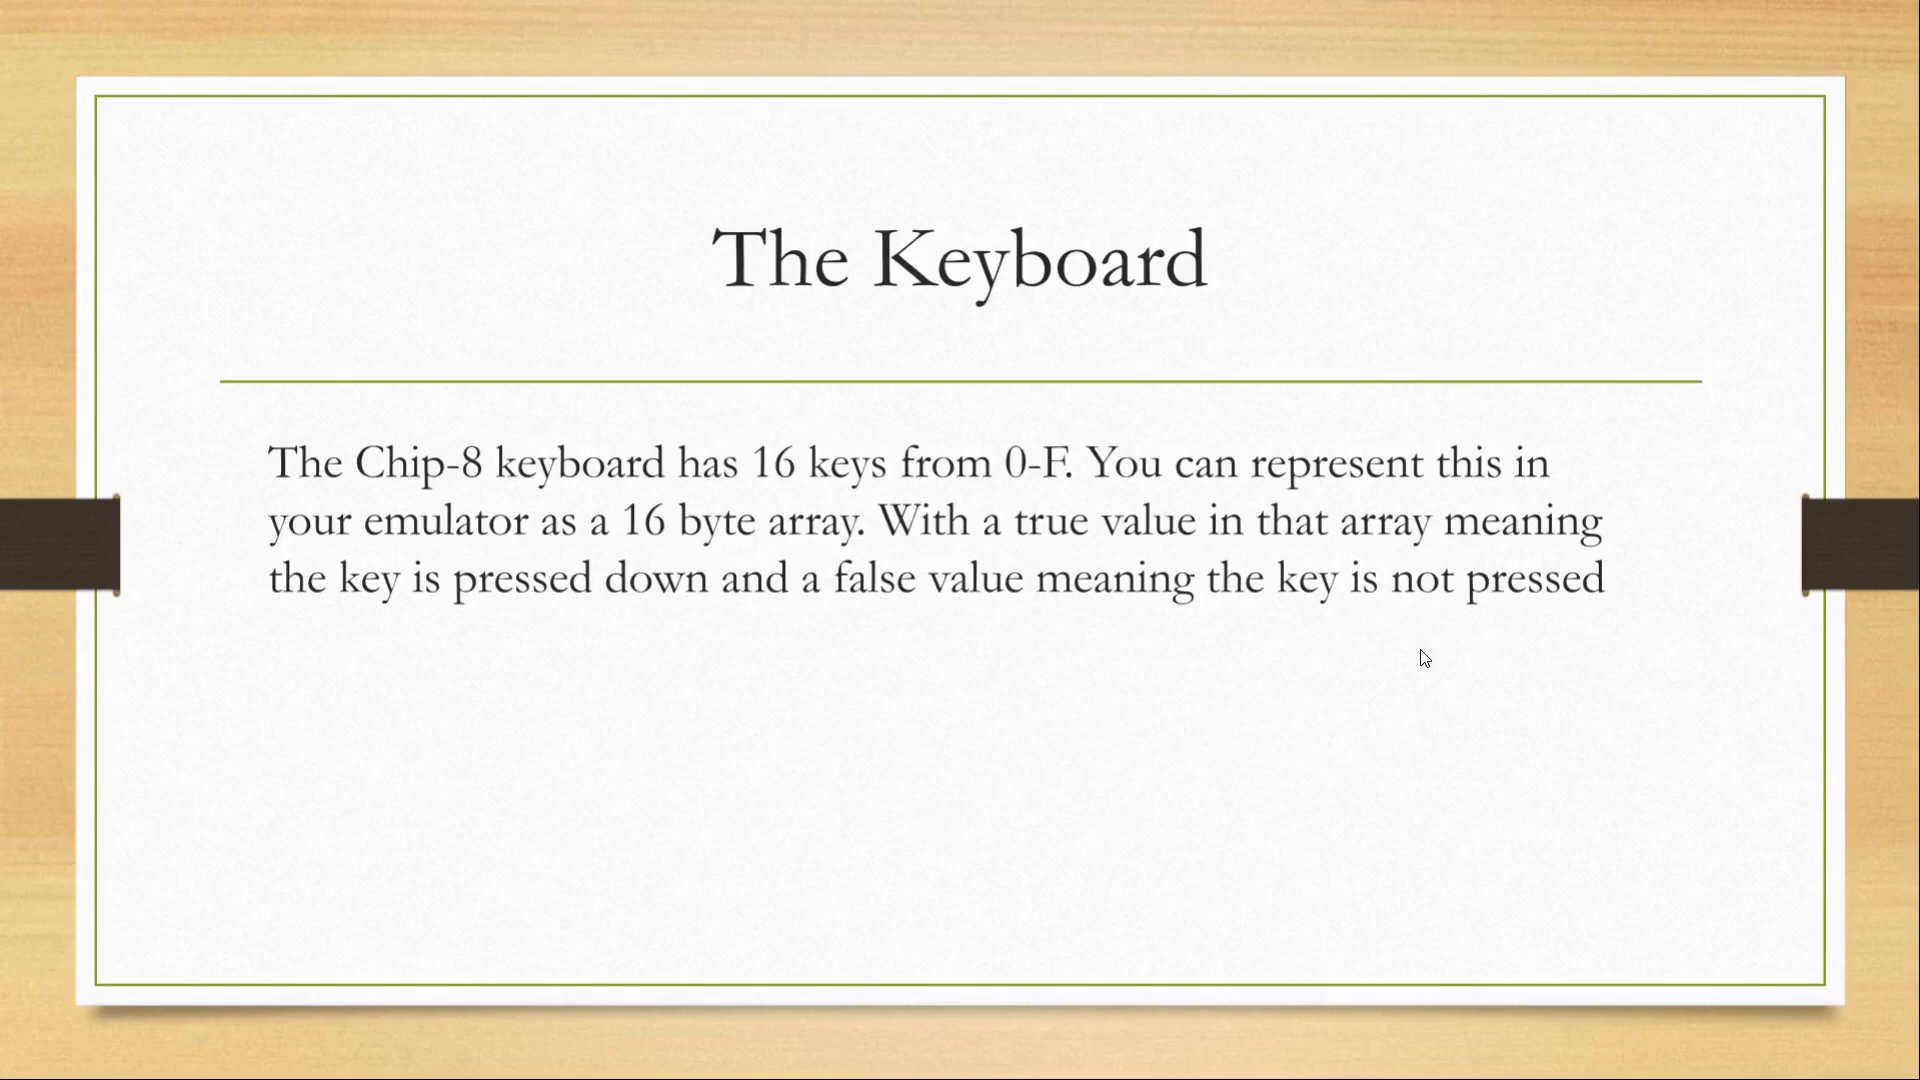 The Keyboard
The Chip-8 keyboard has 16 keys from 0-F. You can represent this in
your emulator as a 16 byte array. With a true value in that array meaning
the key is pressed down and a false value meaning the key is not pressed